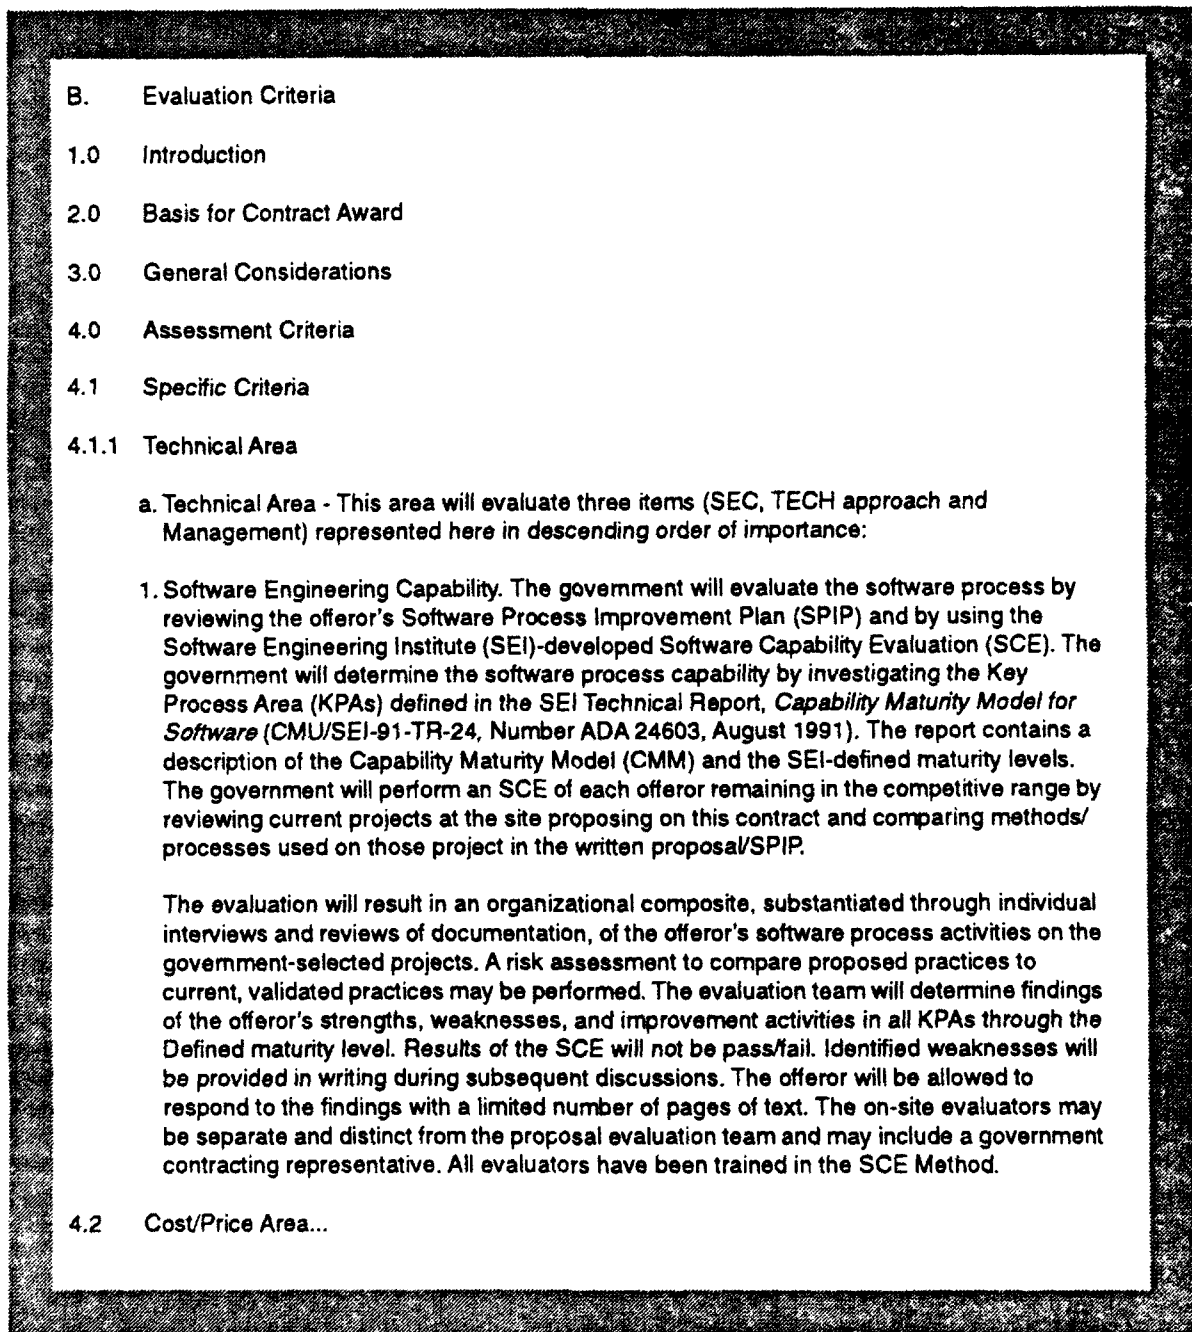 B. Evaluation Criteria
1.0 Introduction
2.0 Basis for Contract Award
3.0 General Considerations
4.0 Assessment Criteria
4.1 Specific Criteria
4.1.1 Technical Area
a. Technical Area - This area will evaluate three items (SEC, TECH approach and
Management) represented here in descending order of importance:
1. Software Engineering Capability. The government will evaluate the software process by
reviewing the offeror's Software Process Improvement Plan (SPIP) and by using the
Software Engineering Institute (SEI)-developed Software Capability Evaluation (SCE). The
government will determine the software process capability by investigating the Key
Process Area (KPAs) defined in the SEI Technical Report, Capability Maturity Model for
Software (CMU/SEI-91-TR-24, Number ADA 24603, August 1991). The report contains a
description of the Capability Maturity Model (CMM) and the SEI-defined maturity levels.
The government will perform an SCE of each offeror remaining in the competitive range by
reviewing current projects at the site proposing on this contract and comparing methods/
processes used on those project in the written proposal/SPIP.
The evaluation will result in an organizational composite, substantiated through individual
interviews and reviews of documentation, of the offeror's software process activities on the
government-selected projects. A risk assessment to compare proposed practices to
current, validated practices may be performed. The evaluation team will determine findings
of the offeror's strengths, weaknesses, and improvement activities in all KPAs through the
Defined maturity level. Results of the SCE will not be pass/fail. Identified weaknesses will
be provided in writing during subsequent discussions. The offeror will be allowed to
respond to the findings with a limited number of pages of text. The on-site evaluators may
be separate and distinct from the proposal evaluation team and may include a government
contracting representative. All evaluators have been trained in the SCE Method.
4.2 Cost/Price Area...